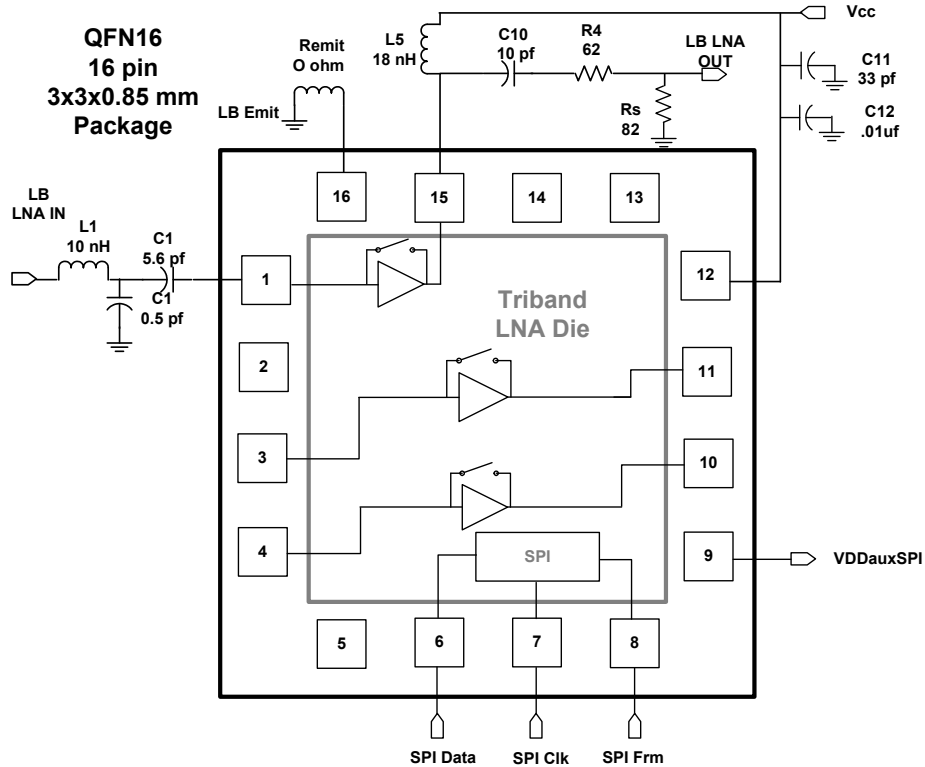 QFN16
16 pin
3x3x0.85 mm
Package
Remit
O ohm
LB Emit
L5
18 nH
C10
10 pf
R4
62
LB LNA
OUT
Rs
82
Vcc
C11
33 pf
C12
.01uf
LB
LNA IN
L1
10 nH
C1
5.6 pf
C1
0.5 pf
16
15
14
13
1
2
3
4
12
11
10
9
Triband
LNA Die
SPI
VDDauxSPI
5
6
7
8
SPI Data
SPI Clk
SPI Frm